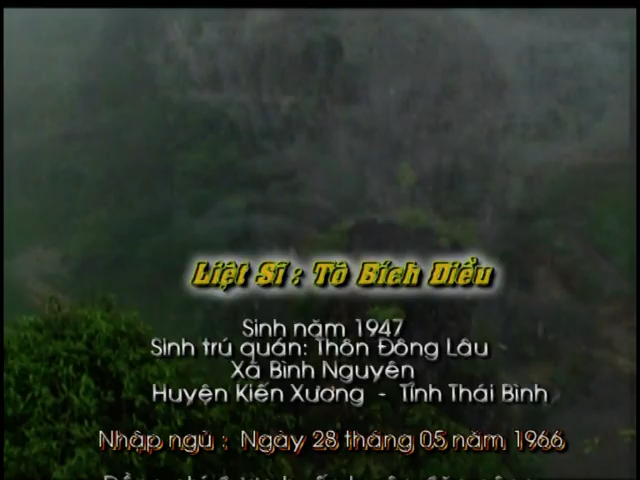 Liệt Sĩ : Tô Bích Diểu
Sinh năm 1947
Sinh trú quán: Thôn Đông Lâu
Xã Bình Nguyên
Huyện Kiến Xương - Tỉnh Thái Bình
Nhập ngũ : Ngày 28 tháng 05 năm 1966